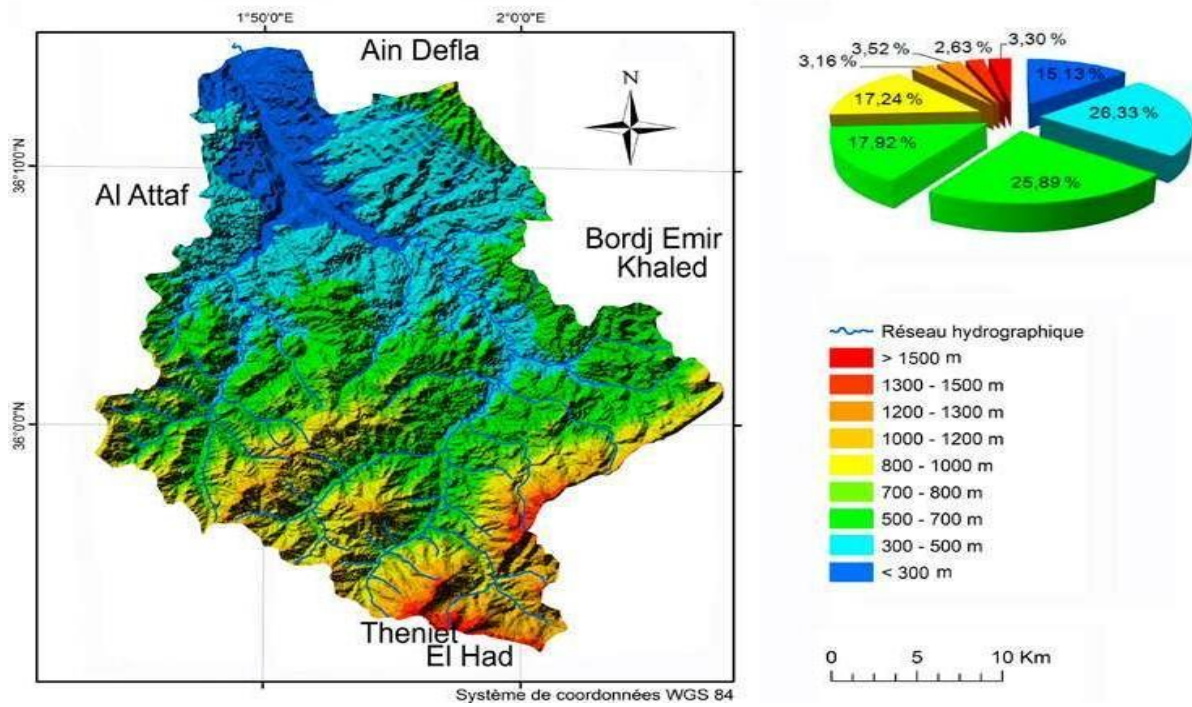 1°50'0"E
2°0'0"E
Ain Defla
N
36°10'0"N
Al Attaf
Bordj Emir
Khaled
36°0'0"N
Theniet
El Had
Système de coordonnées WGS 84
3,16 %
3,52 %
2,63 %
3,30 %
15,13 %
17,24 %
26,33 %
17,92 %
25,89 %
Réseau hydrographique
> 1500 m
1300 - 1500 m
1200 - 1300 m
1000 - 1200 m
800 - 1000 m
700 - 800 m
500 - 700 m
300 - 500 m
< 300 m
0 5 10 Km